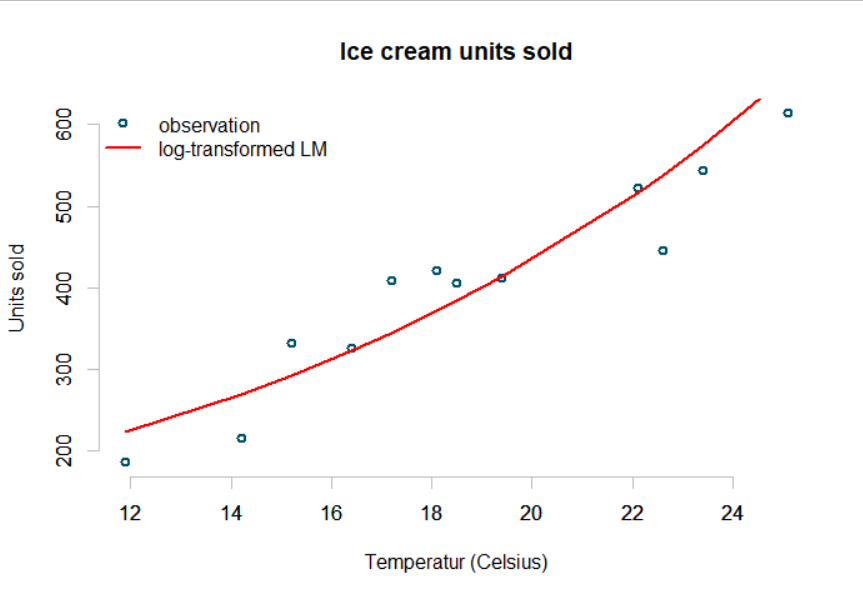 Ice cream units sold
observation
log-transformed LM
600
500
400
300
200
Units sold
12 14 16 18 20 22 24
Temperatur (Celsius)